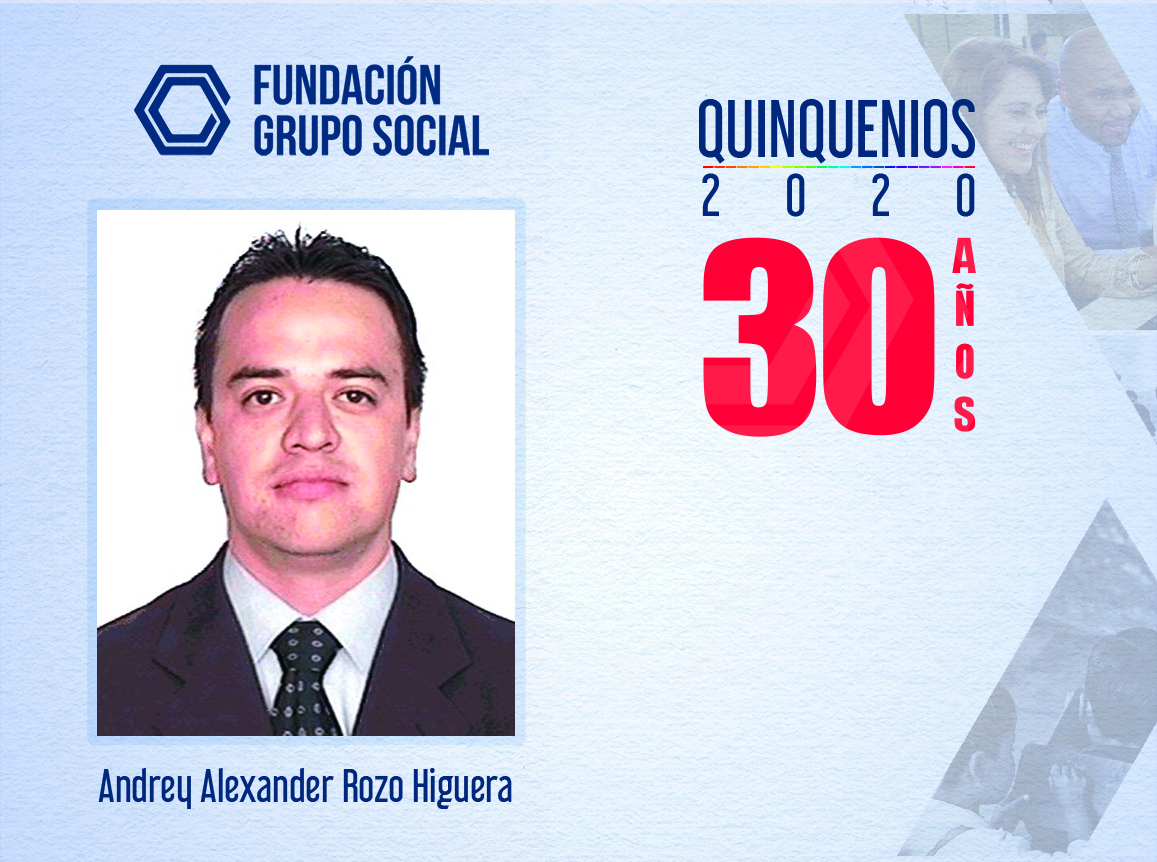 FUNDACIÓN
GRUPO SOCIAL
QUINQUENIOS
2020
30 AÑOS
Andrey Alexander Rozo Higuera